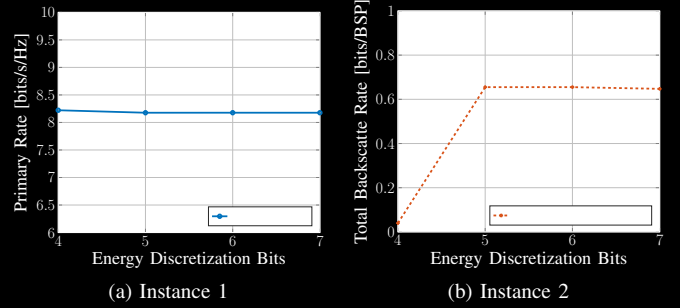 10
9.5
9
8.5
8
7.5
7
6.5
6
Primary Rate [bits/s/Hz]
4 5 6 7
Energy Discretization Bits
(a) Instance 1
1
0.8
0.6
0.4
0.2
0
Total Backscatte Rate [bits/BSP]
4 5 6 7
Energy Discretization Bits
(b) Instance 2